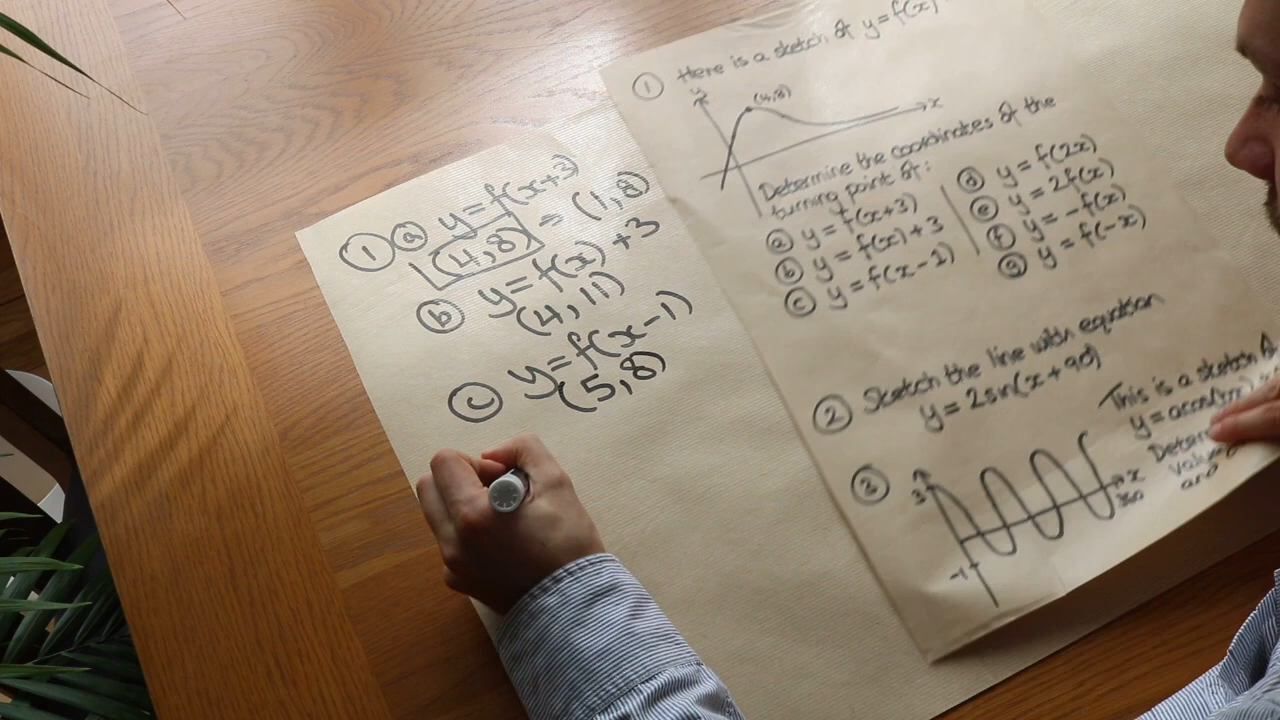 ① ⓐ y=f(x+3)
(4,8) ⇒ (1,8)
ⓑ y=f(x)+3
(4,11)
ⓒ y=f(x-1)
(5,8)
① Here is a sketch of y=f(x)
y
(4,8)
x
Determine the coordinates of the
turning point of:
ⓐ y=f(x+3)
ⓑ y=f(x)+3
ⓒ y=f(x-1)
ⓓ y=f(2x)
ⓔ y=2f(x)
ⓕ y=-f(x)
ⓖ y=f(-x)
② Sketch the line with equation
y=2sin(x+90)
③
3
-1
x
360
This is a sketch of
y=acos(bx)